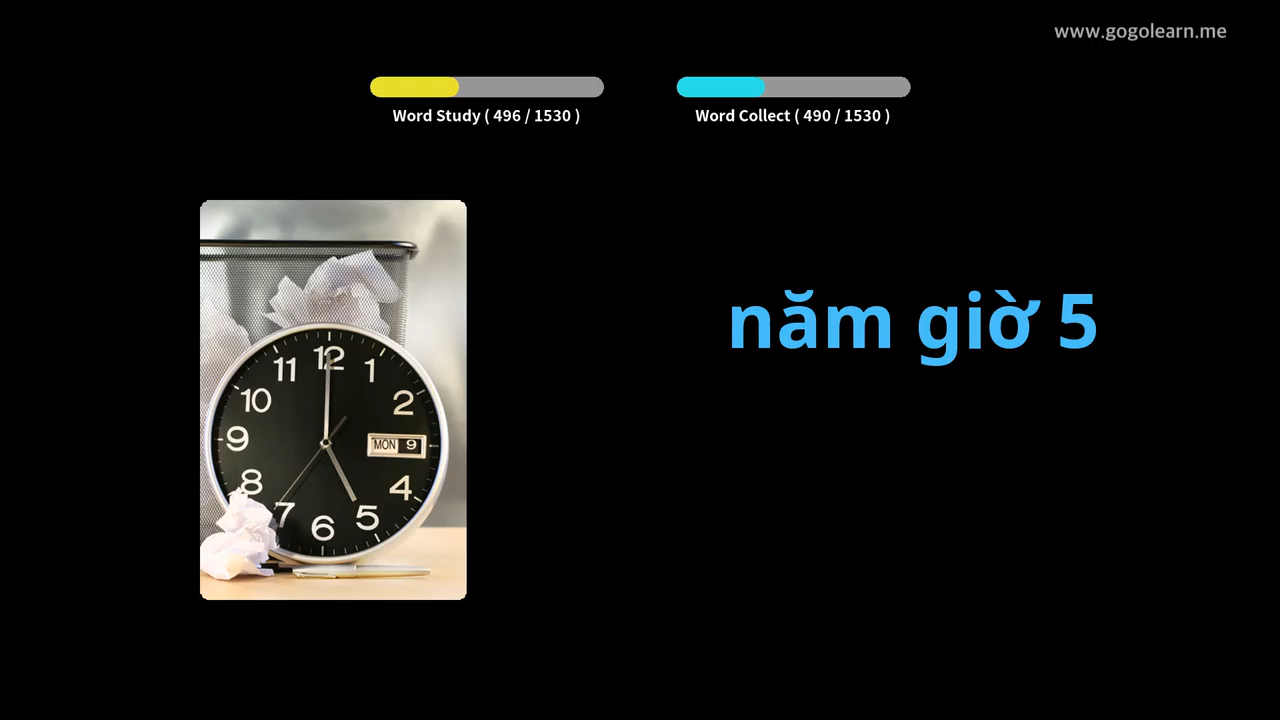 www.gogolearn.me
Word Study ( 496 / 1530 )
Word Collect ( 490 / 1530 )
năm giờ 5
12
11
1
10
2
9
MON 9
8
4
7
5
6